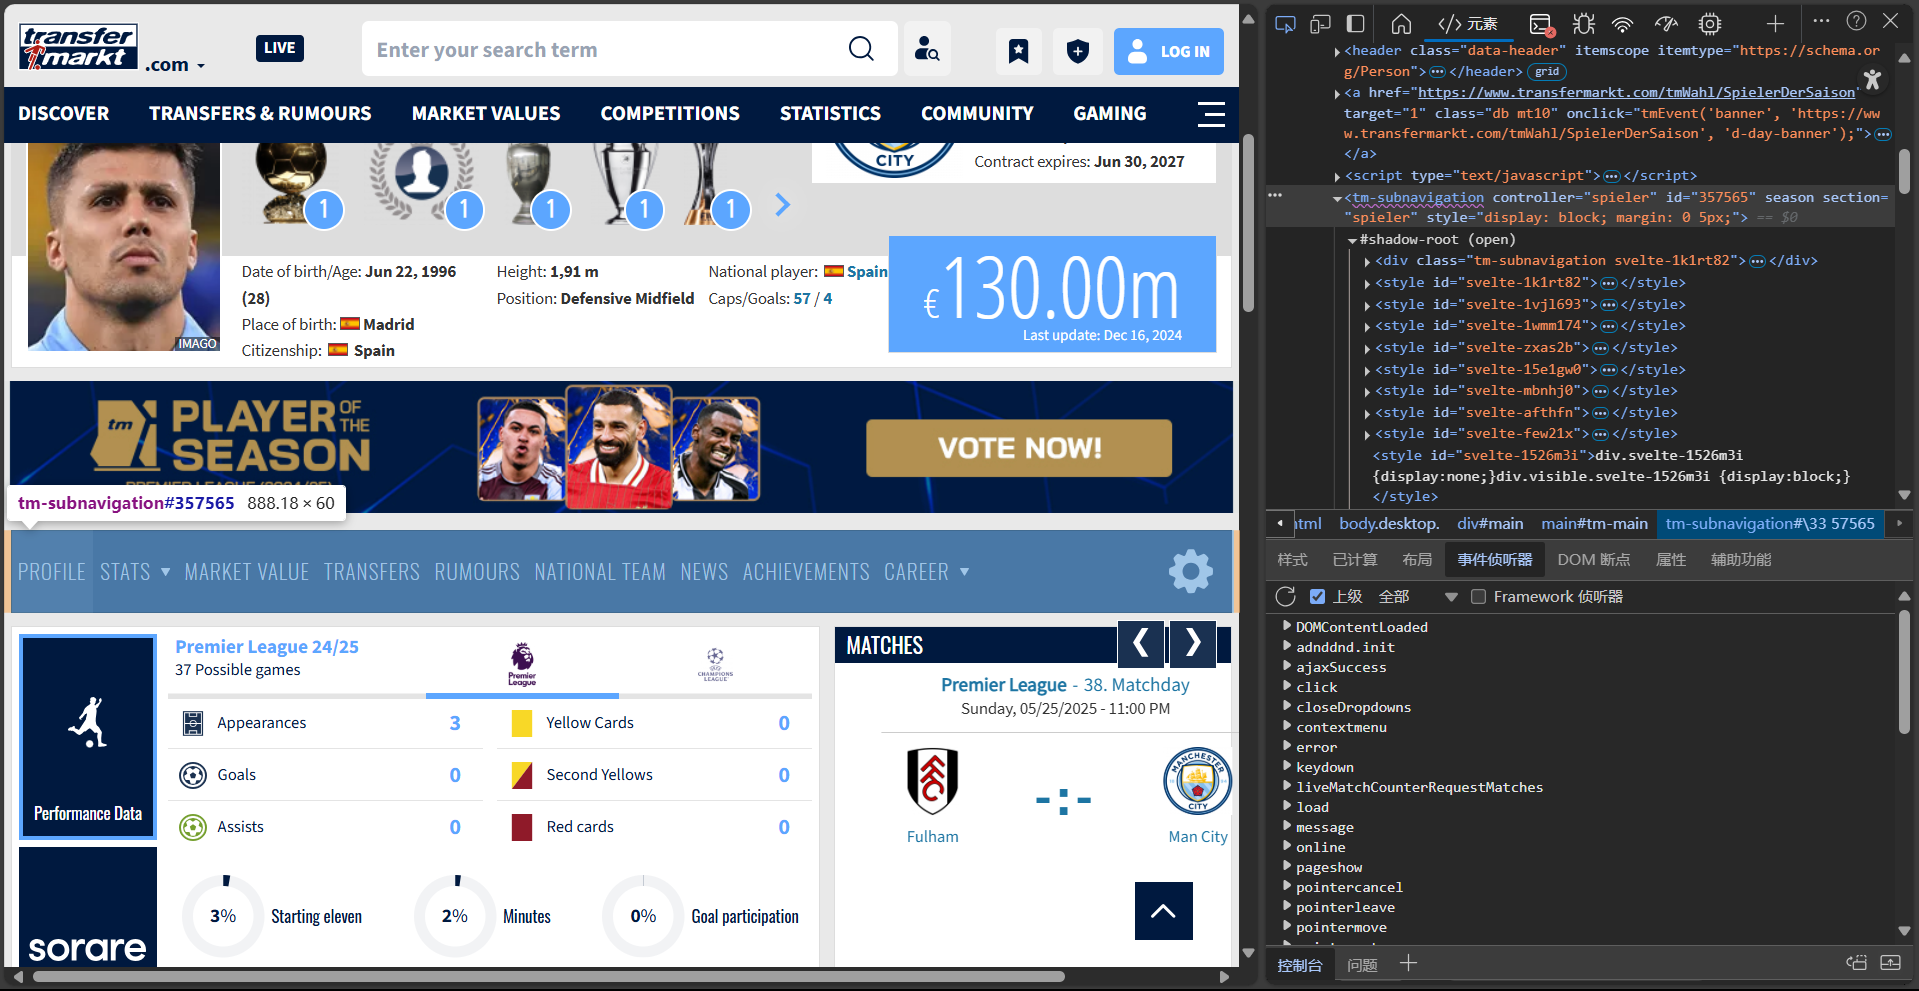 transfer
markt
.com
LIVE
Enter your search term
LOG IN
DISCOVER
TRANSFERS & RUMOURS
MARKET VALUES
COMPETITIONS
STATISTICS
COMMUNITY
GAMING
1
1
1
1
1
CITY
Contract expires: Jun 30, 2027
IMAGO
Date of birth/Age: Jun 22, 1996
(28)
Place of birth: Madrid
Citizenship: Spain
Height: 1,91 m
Position: Defensive Midfield
National player: Spain
Caps/Goals: 57 / 4
€130.00m
Last update: Dec 16, 2024
tm
PLAYER OF THE
SEASON
VOTE NOW!
tm-subnavigation#357565 888.18 × 60
PROFILE
STATS
MARKET VALUE
TRANSFERS
RUMOURS
NATIONAL TEAM
NEWS
ACHIEVEMENTS
CAREER
Performance Data
sorare
Premier League 24/25
37 Possible games
Premier
League
CHAMPIONS
LEAGUE
Appearances 3
Yellow Cards 0
Goals 0
Second Yellows 0
Assists 0
Red cards 0
3% Starting eleven
2% Minutes
0% Goal participation
MATCHES
Premier League - 38. Matchday
Sunday, 05/25/2025 - 11:00 PM
MANCHESTER
CITY
-:-
Fulham
Man City
元素
<header class="data-header" itemscope itemtype="https://schema.or
g/Person">…</header> grid
<a href="https://www.transfermarkt.com/tmWahl/SpielerDerSaison"
target="1" class="db mt10" onclick="tmEvent('banner', 'https://ww
w.transfermarkt.com/tmWahl/SpielerDerSaison', 'd-day-banner');">…
</a>
<script type="text/javascript">…</script>
<tm-subnavigation controller="spieler" id="357565" season section=
"spieler" style="display: block; margin: 0 5px;"> == $0
#shadow-root (open)
<div class="tm-subnavigation svelte-1k1rt82">…</div>
<style id="svelte-1k1rt82">…</style>
<style id="svelte-1vjl693">…</style>
<style id="svelte-1wmm174">…</style>
<style id="svelte-zxas2b">…</style>
<style id="svelte-15e1gw0">…</style>
<style id="svelte-mbnhj0">…</style>
<style id="svelte-afthfn">…</style>
<style id="svelte-few21x">…</style>
<style id="svelte-1526m3i">div.svelte-1526m3i
{display:none;}div.visible.svelte-1526m3i {display:block;}
</style>
html
body.desktop.
div#main
main#tm-main
tm-subnavigation#\33 57565
样式
已计算
布局
事件侦听器
DOM 断点
属性
辅助功能
上级
全部
Framework 侦听器
DOMContentLoaded
adnddnd.init
ajaxSuccess
click
closeDropdowns
contextmenu
error
keydown
liveMatchCounterRequestMatches
load
message
online
pageshow
pointercancel
pointerleave
pointermove
控制台
问题